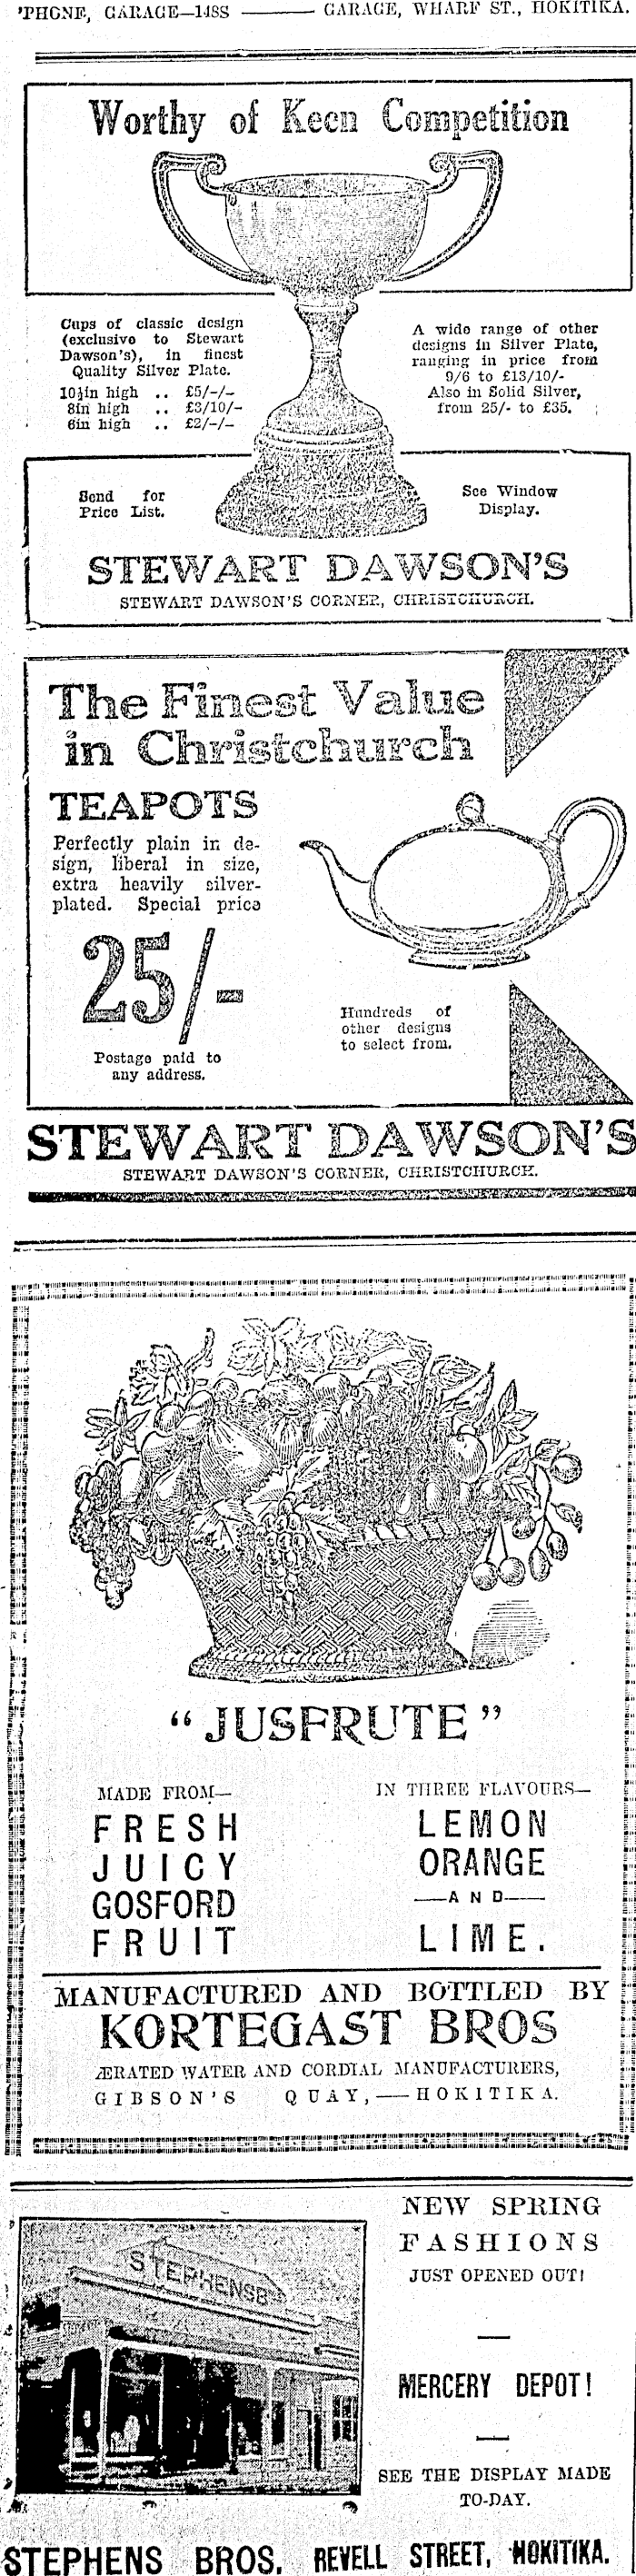 'PHONE, GARAGE—148S ——— GARAGE, WHARF ST., HOKITIKA.
Worthy of Keen Competition
Cups of classic design
(exclusive to Stewart
Dawson's), in finest
Quality Silver Plate.
10½in high .. £5/-/-
8in high .. £3/10/-
6in high .. £2/-/-
A wide range of other
designs in Silver Plate,
ranging in price from
9/6 to £13/10/-
Also in Solid Silver,
from 25/- to £35.
Send for
Price List.
See Window
Display.
STEWART DAWSON'S
STEWART DAWSON'S CORNER, CHRISTCHURCH.
The Finest Value
in Christchurch
TEAPOTS
Perfectly plain in de-
sign, liberal in size,
extra heavily silver-
plated. Special price
25/-
Postage paid to
any address.
Hundreds of
other designs
to select from.
STEWART DAWSON'S
STEWART DAWSON'S CORNER, CHRISTCHURCH.
"JUSFRUTE"
MADE FROM—
FRESH
JUICY
GOSFORD
FRUIT
IN THREE FLAVOURS—
LEMON
ORANGE
——AND——
LIME.
MANUFACTURED AND BOTTLED BY
KORTEGAST BROS
ÆRATED WATER AND CORDIAL MANUFACTURERS,
GIBSON'S QUAY,——HOKITIKA.
STEPHENSB
NEW SPRING
FASHIONS
JUST OPENED OUT!
MERCERY DEPOT!
SEE THE DISPLAY MADE
TO-DAY.
STEPHENS BROS. REVELL STREET, HOKITIKA.